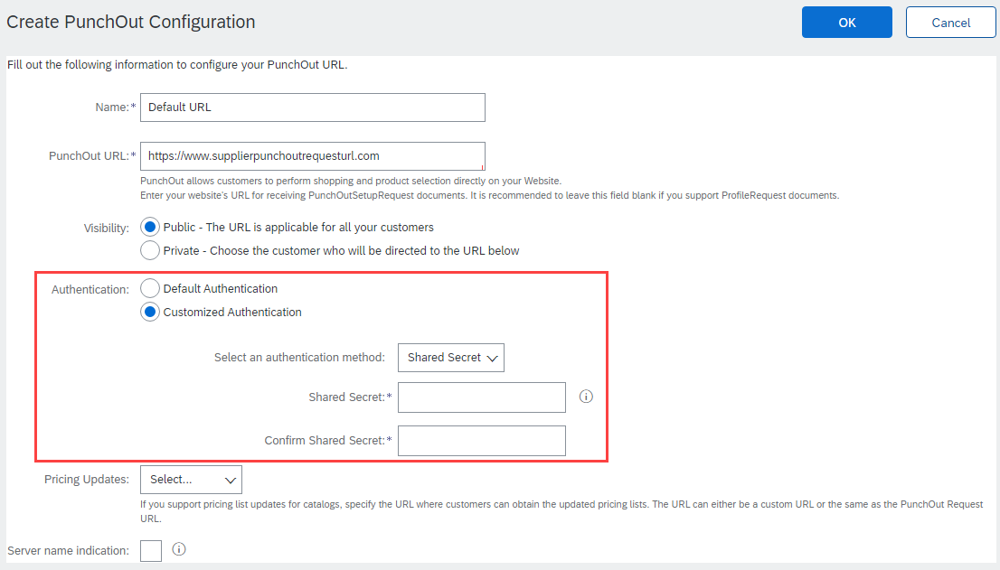 Create PunchOut Configuration
OK
Cancel
Fill out the following information to configure your PunchOut URL.
Name:* Default URL
PunchOut URL:* https://www.supplierpunchoutrequesturl.com
PunchOut allows customers to perform shopping and product selection directly on your Website.
Enter your website's URL for receiving PunchOutSetupRequest documents. It is recommended to leave this field blank if you support ProfileRequest documents.
Visibility: Public - The URL is applicable for all your customers
Private - Choose the customer who will be directed to the URL below
Authentication: Default Authentication
Customized Authentication
Select an authentication method: Shared Secret
Shared Secret:*
Confirm Shared Secret:*
Pricing Updates: Select...
If you support pricing list updates for catalogs, specify the URL where customers can obtain the updated pricing lists. The URL can either be a custom URL or the same as the PunchOut Request
URL.
Server name indication: